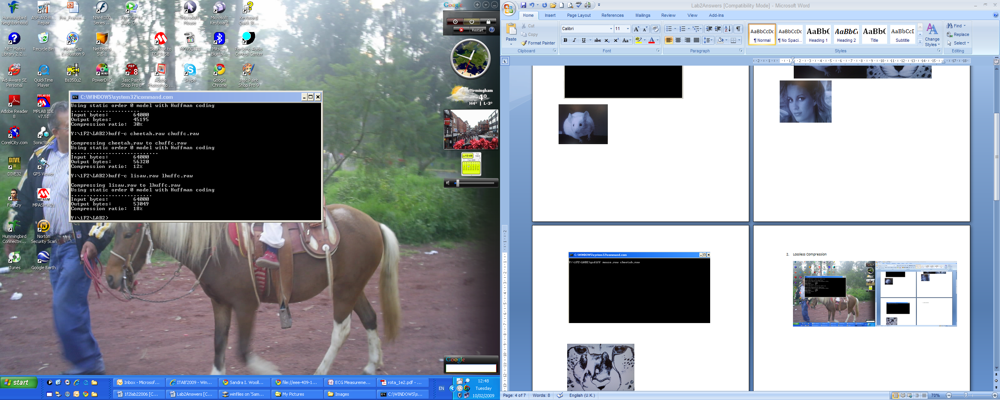 Hummingbird Neighborhood
ASF-AVI-R... Repair
Pre_France...
NW-E000 Series ...
Pop 3GP To Zune Co...
Microsoft Mouse
Microsoft Keyboard
Keyboard Quick St...
.NET Matrix Library 2.2...
Recycle Bin
Micro-Cap Evaluation 9
NetBeans 5.5.1
Shortcut to PDFSUSB
MOV00370
Mitsumi Blueto...
PerSono Audio Control Center
Ad-Aware SE Personal
QuickTime Player
Bs350u2
PowerDVD
Jasc Paint Shop Pro 8
Adobe Photoshop ...
Skype
Google Chrome
Jasc Paint Shop Pro 9
Adobe Reader 8
MPLAB IDE v7.51
CorelCity.com
SonicStage
DIVE32
GPS Viewer
Far Cry
MPASMWIN
Hummingbird Connectiv...
Norton Security Scan
iTunes
Google Earth
C:\WINDOWS\system32\command.com
Using static order 0 model with Huffman coding
Input bytes: 64000
Output bytes: 45195
Compression ratio: 30%
Y:\1F2\LAB2>huff-c cheetah.raw chuffc.raw
Compressing cheetah.raw to chuffc.raw
Using static order 0 model with Huffman coding
Input bytes: 64000
Output bytes: 56320
Compression ratio: 12%
Y:\1F2\LAB2>huff-c lisaw.raw lhuffc.raw
Compressing lisaw.raw to lhuffc.raw
Using static order 0 model with Huffman coding
Input bytes: 64000
Output bytes: 53049
Compression ratio: 18%
Y:\1F2\LAB2>
Google
Restart
Birmingham
4°
H4° | L-3°
12:48
Feb 2009
Google
start
Inbox - Microsof...
ITAB'2009 - Win...
Sandra I. Wooll...
file://eee-409-1...
ECG Measureme...
rota_1e2.pdf - ...
1f2lab22006 [C...
Lab2Answers [C...
winfiles on 'Sam...
My Pictures
Images
C:\WINDOWS\s...
EN
12:48
Tuesday
10/02/2009
Lab2Answers [Compatibility Mode] - Microsoft Word
Home Insert Page Layout References Mailings Review View Add-Ins
Paste
Cut
Copy
Format Painter
Clipboard
Calibri 11
Font
Paragraph
AaBbCcDc AaBbCcDc AaBbC AaBbC AaBb( AaBbCcI
¶ Normal ¶ No Spaci... Heading 1 Heading 2 Title Subtitle
Change Styles
Styles
Find
Replace
Select
Editing
C:\WINDOWS\system32\command.com
Y:\1F2\LAB2>gsdiff mouse.raw cheetah.raw
2. Lossless Compression
Page: 4 of 7 Words: 8 English (U.K.) 70%